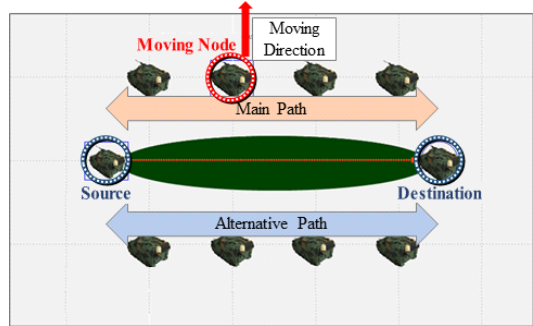 Moving
Direction
Moving Node
Main Path
Source
Destination
Alternative Path